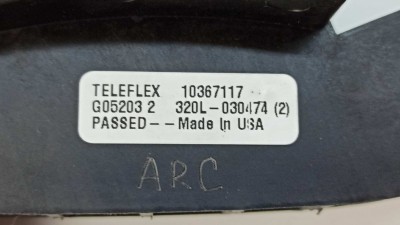 TELEFLEX 10367117
G05203 2 320L-030474 (2)
PASSED-- Made In USA
ARC